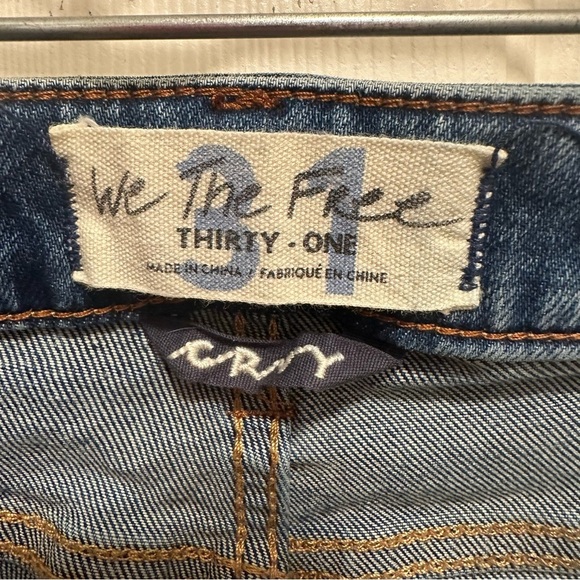 31
We The Free
THIRTY - ONE
MADE IN CHINA / FABRIQUÉ EN CHINE
CRVY